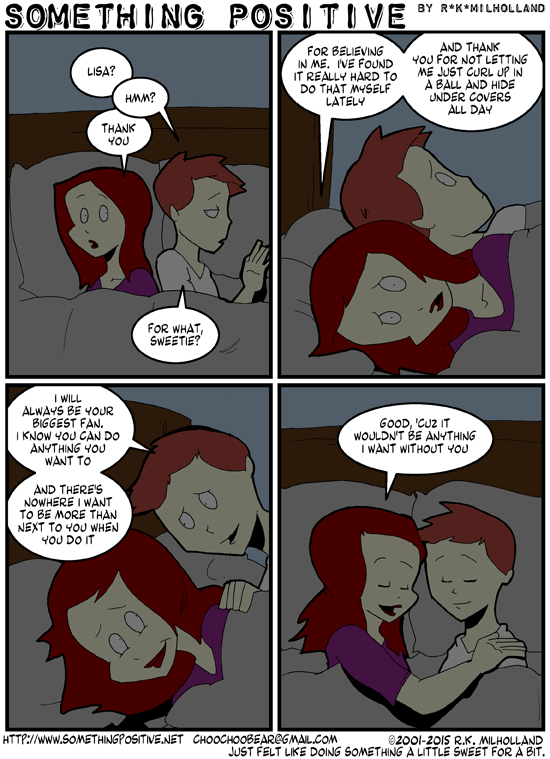 SOMETHING POSITIVE BY R*K*MILHOLLAND
LISA?
HMM?
THANK
YOU
FOR WHAT,
SWEETIE?
FOR BELIEVING
IN ME. I'VE FOUND
IT REALLY HARD TO
DO THAT MYSELF
LATELY
AND THANK
YOU FOR NOT LETTING
ME JUST CURL UP IN
A BALL AND HIDE
UNDER COVERS
ALL DAY
I WILL
ALWAYS BE YOUR
BIGGEST FAN.
I KNOW YOU CAN DO
ANYTHING YOU
WANT TO
AND THERE'S
NOWHERE I WANT
TO BE MORE THAN
NEXT TO YOU WHEN
YOU DO IT
GOOD, 'CUZ IT
WOULDN'T BE ANYTHING
I WANT WITHOUT YOU
HTTP://WWW.SOMETHINGPOSITIVE.NET CHOOCHOOBEAR@GMAIL.COM ©2001-2015 R.K. MILHOLLAND
JUST FELT LIKE DOING SOMETHING A LITTLE SWEET FOR A BIT.